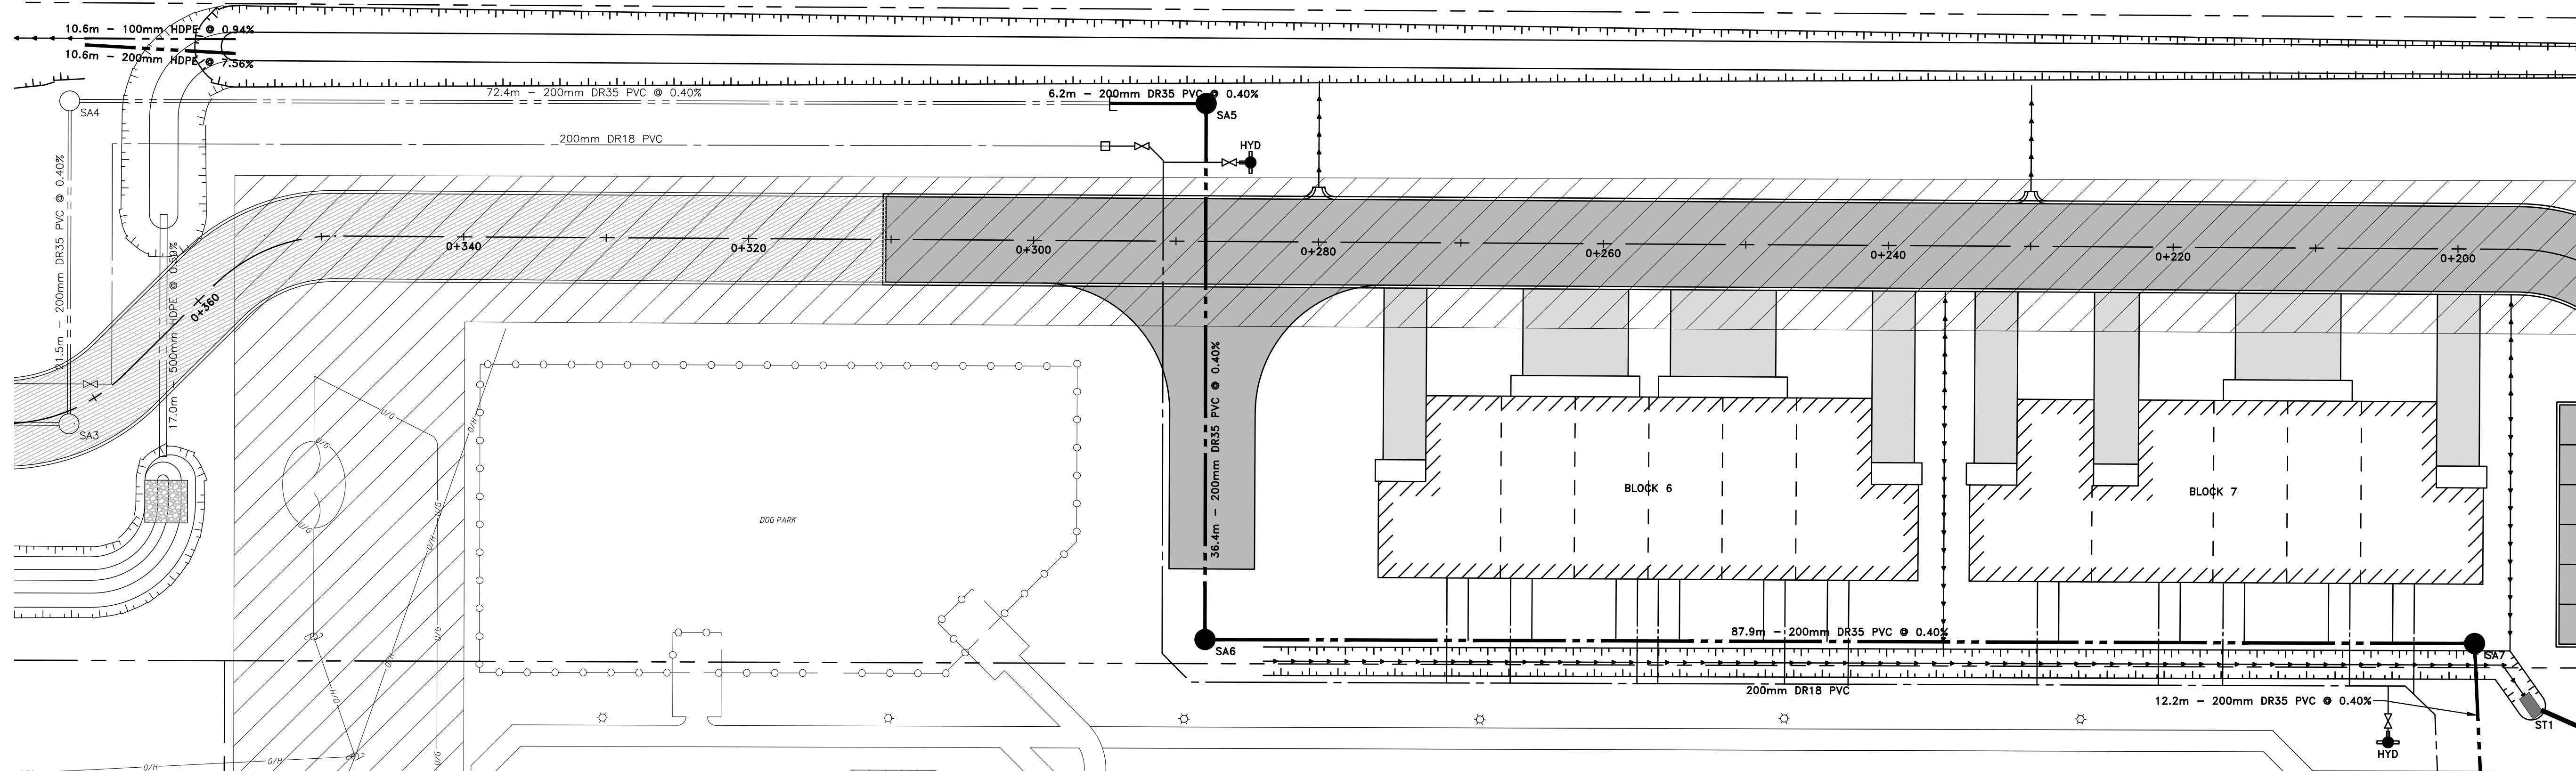 10.6m - 100mm HDPE @ 0.94%
10.6m - 200mm HDPE @ 7.56%
72.4m - 200mm DR35 PVC @ 0.40%
6.2m - 200mm DR35 PVC @ 0.40%
SA4
SA5
200mm DR18 PVC
HYD
21.5m - 200mm DR35 PVC @ 0.40%
17.0m - 500mm HDPE @ 0.59%
0+360
0+340
0+320
0+300
0+280
0+260
0+240
0+220
0+200
36.4m - 200mm DR35 PVC @ 0.40%
SA3
U/G
U/G
U/G
U/G
U/G
U/G
U/G
O/H
O/H
O/H
O/H
O/H
O/H
DOG PARK
BLOCK 6
BLOCK 7
87.9m - 200mm DR35 PVC @ 0.40%
SA6
SA7
200mm DR18 PVC
12.2m - 200mm DR35 PVC @ 0.40%
ST1
HYD